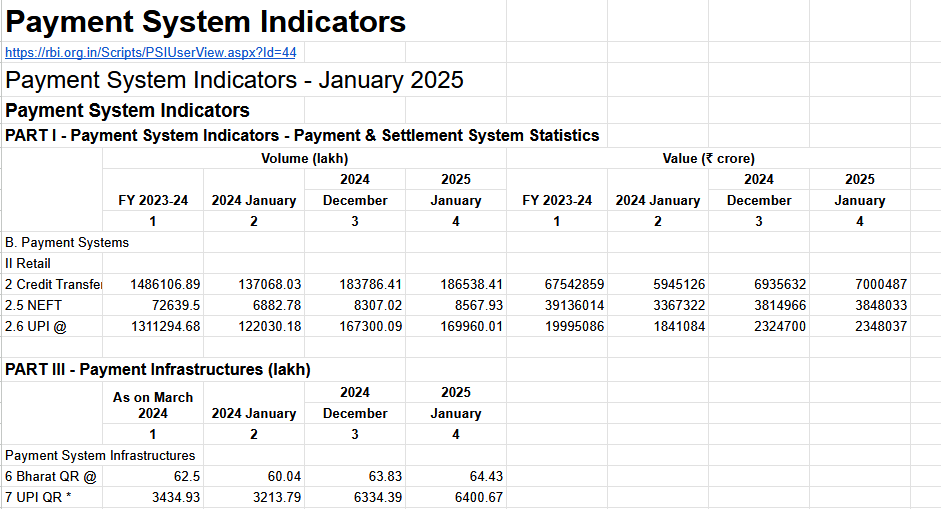 Payment System Indicators
https://rbi.org.in/Scripts/PSIUserView.aspx?Id=44
Payment System Indicators - January 2025
Payment System Indicators
PART I - Payment System Indicators - Payment & Settlement System Statistics
Volume (lakh) Value (₹ crore)
FY 2023-24 2024 January 2024 December 2025 January FY 2023-24 2024 January 2024 December 2025 January
1 2 3 4 1 2 3 4
B. Payment Systems
II Retail
2 Credit Transfe 1486106.89 137068.03 183786.41 186538.41 67542859 5945126 6935632 7000487
2.5 NEFT 72639.5 6882.78 8307.02 8567.93 39136014 3367322 3814966 3848033
2.6 UPI @ 1311294.68 122030.18 167300.09 169960.01 19995086 1841084 2324700 2348037
PART III - Payment Infrastructures (lakh)
As on March 2024 2024 January 2024 December 2025 January
1 2 3 4
Payment System Infrastructures
6 Bharat QR @ 62.5 60.04 63.83 64.43
7 UPI QR * 3434.93 3213.79 6334.39 6400.67